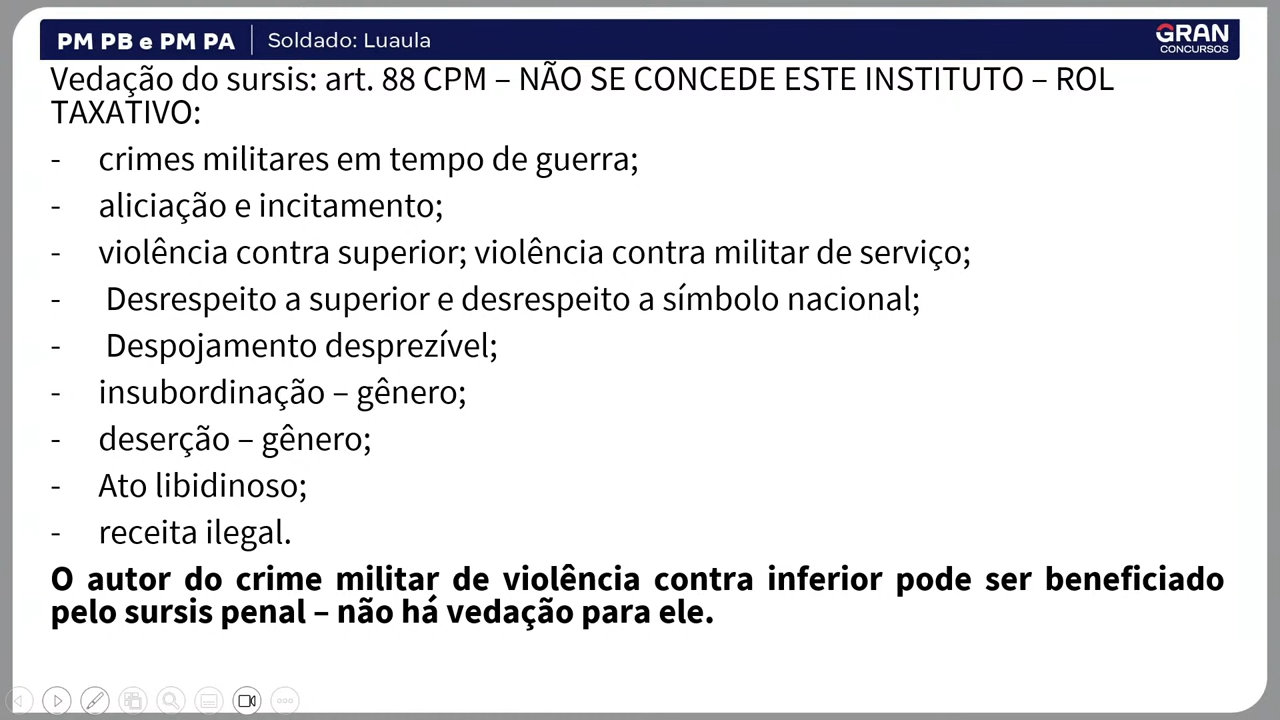 PM PB e PM PA | Soldado: Luaula
GRAN
CONCURSOS
Vedação do sursis: art. 88 CPM – NÃO SE CONCEDE ESTE INSTITUTO – ROL
TAXATIVO:
- crimes militares em tempo de guerra;
- aliciação e incitamento;
- violência contra superior; violência contra militar de serviço;
- Desrespeito a superior e desrespeito a símbolo nacional;
- Despojamento desprezível;
- insubordinação – gênero;
- deserção – gênero;
- Ato libidinoso;
- receita ilegal.
O autor do crime militar de violência contra inferior pode ser beneficiado
pelo sursis penal – não há vedação para ele.